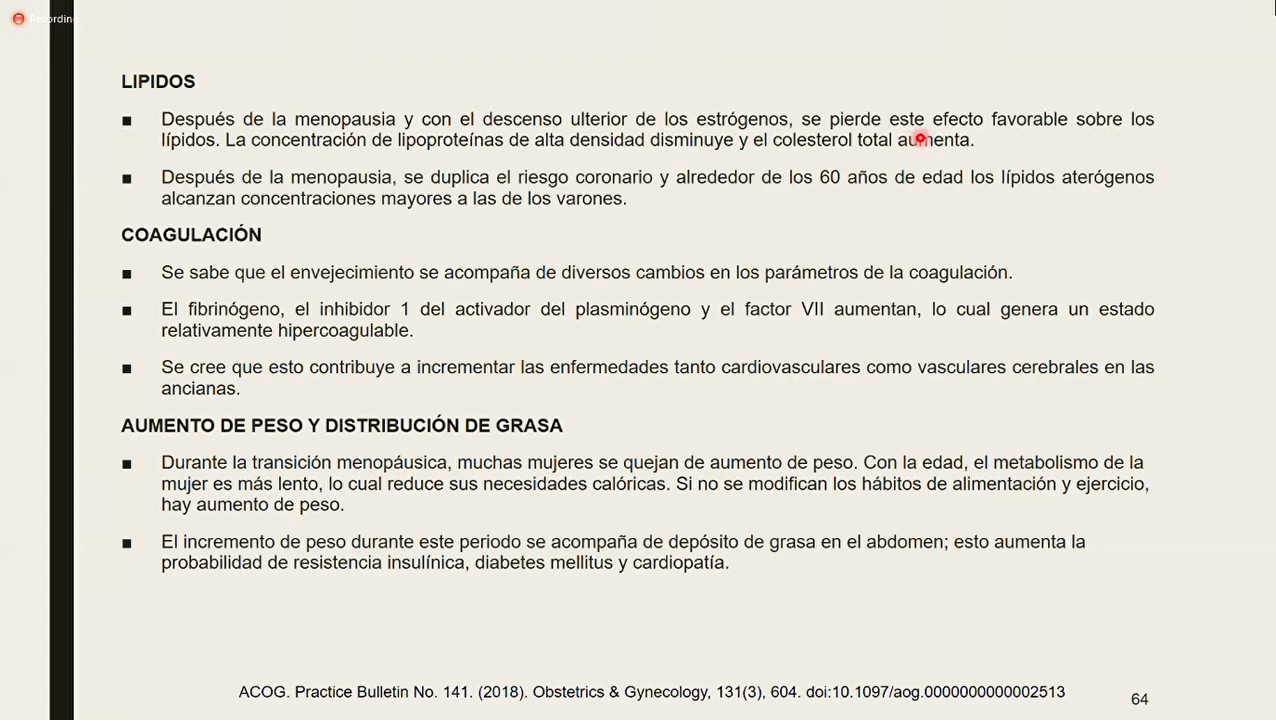 Recording
LIPIDOS
■ Después de la menopausia y con el descenso ulterior de los estrógenos, se pierde este efecto favorable sobre los
lípidos. La concentración de lipoproteínas de alta densidad disminuye y el colesterol total aumenta.
■ Después de la menopausia, se duplica el riesgo coronario y alrededor de los 60 años de edad los lípidos aterógenos
alcanzan concentraciones mayores a las de los varones.
COAGULACIÓN
■ Se sabe que el envejecimiento se acompaña de diversos cambios en los parámetros de la coagulación.
■ El fibrinógeno, el inhibidor 1 del activador del plasminógeno y el factor VII aumentan, lo cual genera un estado
relativamente hipercoagulable.
■ Se cree que esto contribuye a incrementar las enfermedades tanto cardiovasculares como vasculares cerebrales en las
ancianas.
AUMENTO DE PESO Y DISTRIBUCIÓN DE GRASA
■ Durante la transición menopáusica, muchas mujeres se quejan de aumento de peso. Con la edad, el metabolismo de la
mujer es más lento, lo cual reduce sus necesidades calóricas. Si no se modifican los hábitos de alimentación y ejercicio,
hay aumento de peso.
■ El incremento de peso durante este periodo se acompaña de depósito de grasa en el abdomen; esto aumenta la
probabilidad de resistencia insulínica, diabetes mellitus y cardiopatía.
ACOG. Practice Bulletin No. 141. (2018). Obstetrics & Gynecology, 131(3), 604. doi:10.1097/aog.0000000000002513
64